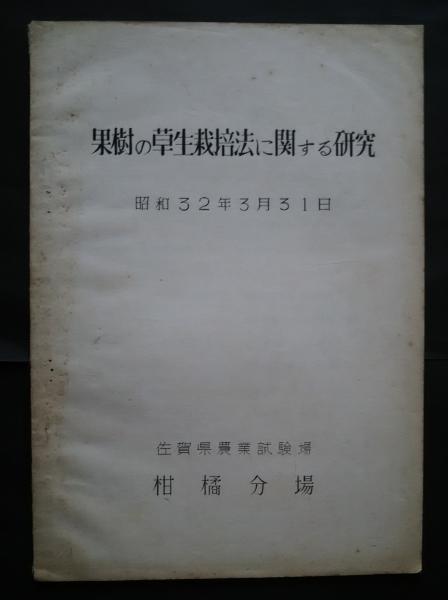 果樹の草生栽培法に関する研究
昭和32年3月31日
佐賀県農業試験場
柑橘分場